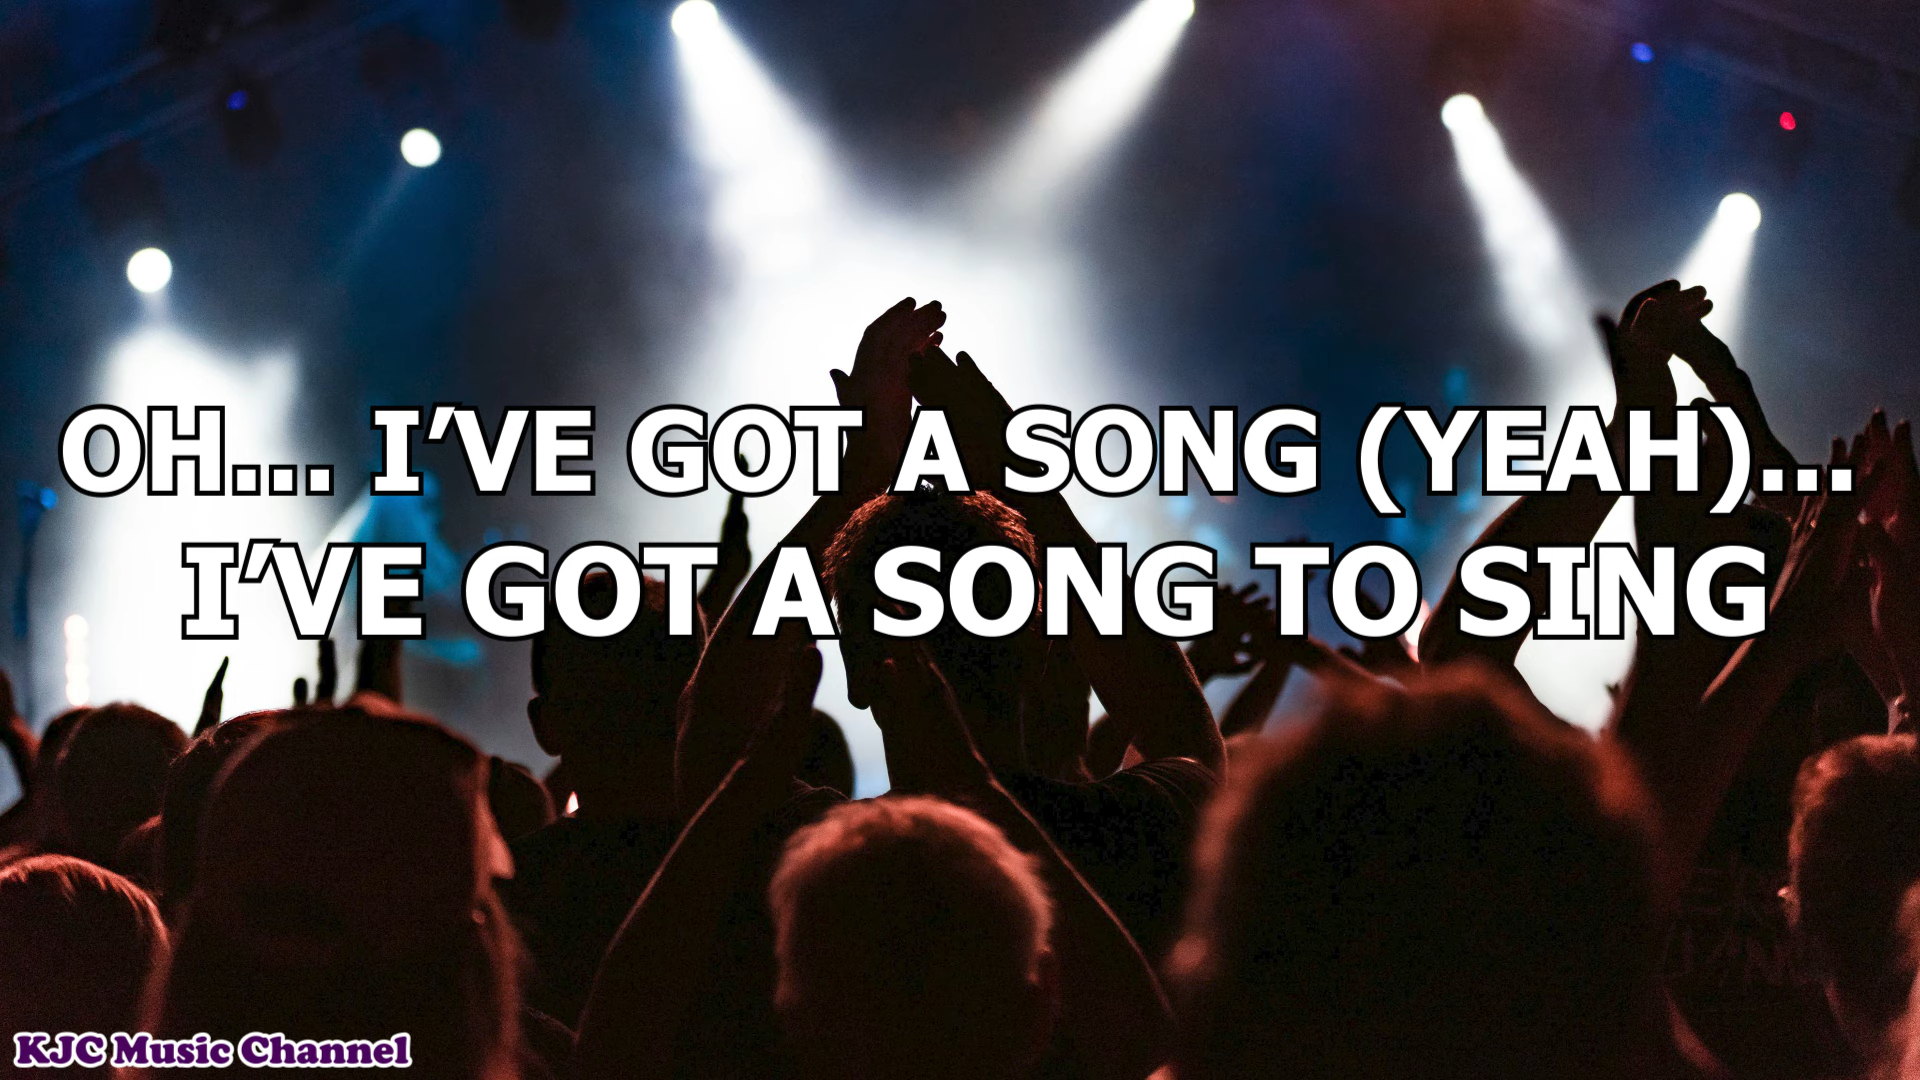 OH... I’VE GOT A SONG (YEAH)...
I’VE GOT A SONG TO SING
KJC Music Channel